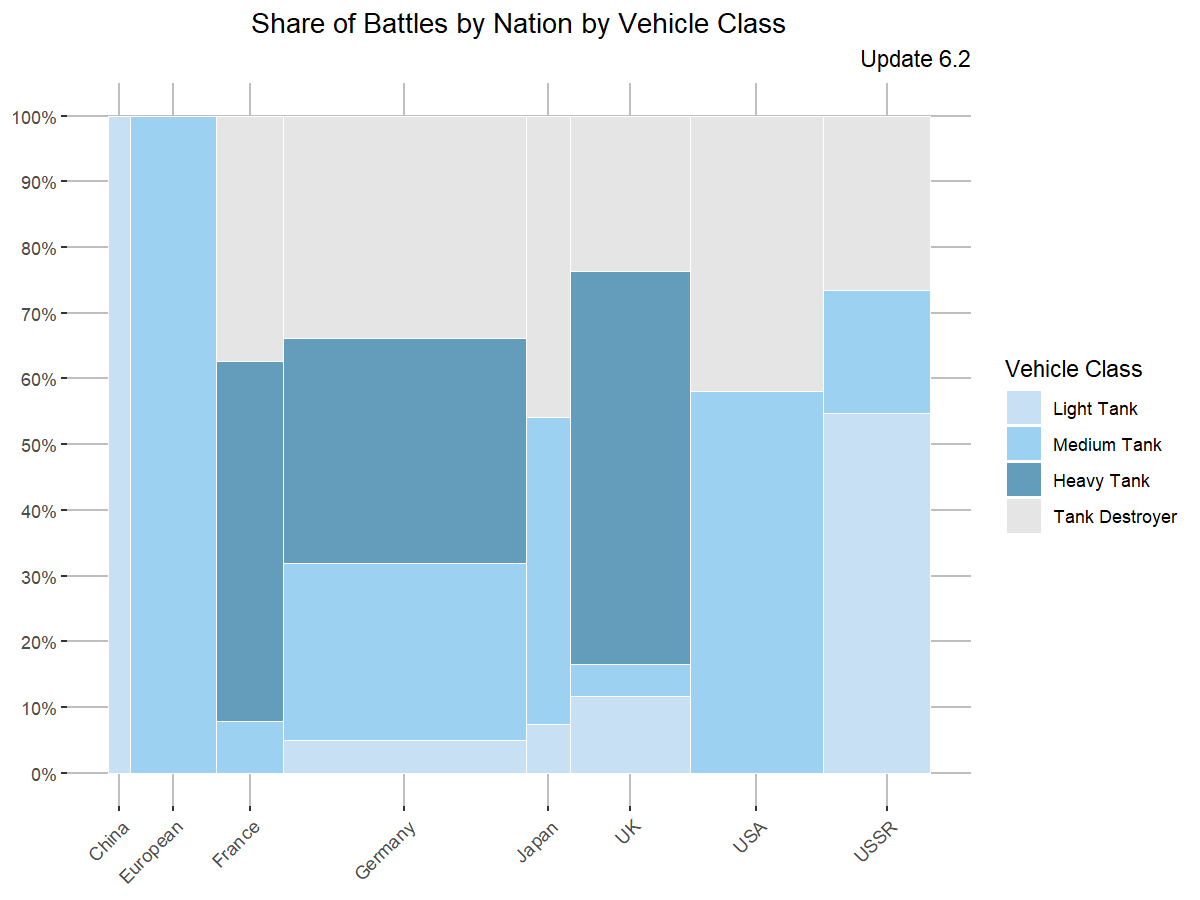 Share of Battles by Nation by Vehicle Class
Update 6.2
100%
90%
80%
70%
60%
50%
40%
30%
20%
10%
0%
China
European
France
Germany
Japan
UK
USA
USSR
Vehicle Class
Light Tank
Medium Tank
Heavy Tank
Tank Destroyer